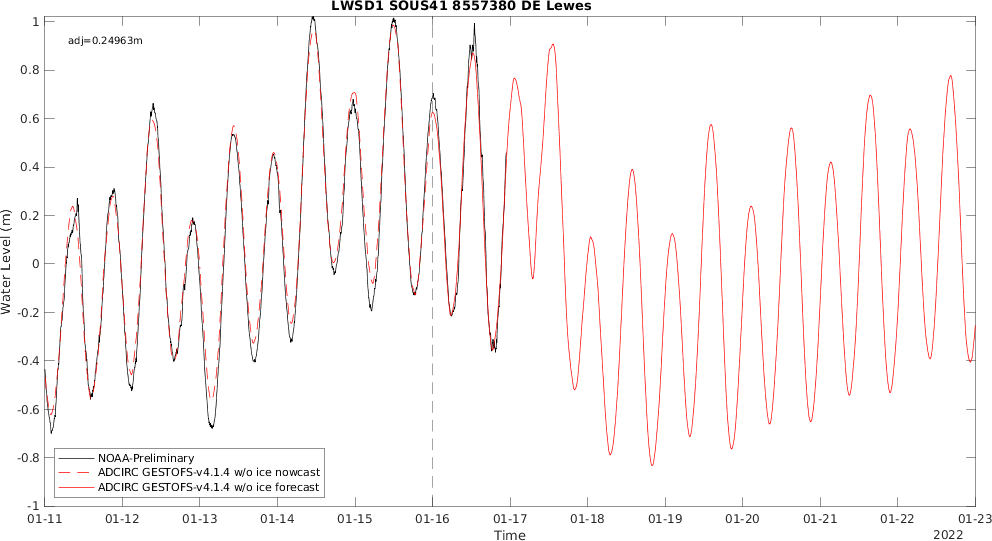 LWSD1 SOUS41 8557380 DE Lewes
adj=0.24963m
1
0.8
0.6
0.4
0.2
0
-0.2
-0.4
-0.6
-0.8
-1
Water Level (m)
NOAA-Preliminary
ADCIRC GESTOFS-v4.1.4 w/o ice nowcast
ADCIRC GESTOFS-v4.1.4 w/o ice forecast
01-11 01-12 01-13 01-14 01-15 01-16 01-17 01-18 01-19 01-20 01-21 01-22 01-23
Time
2022